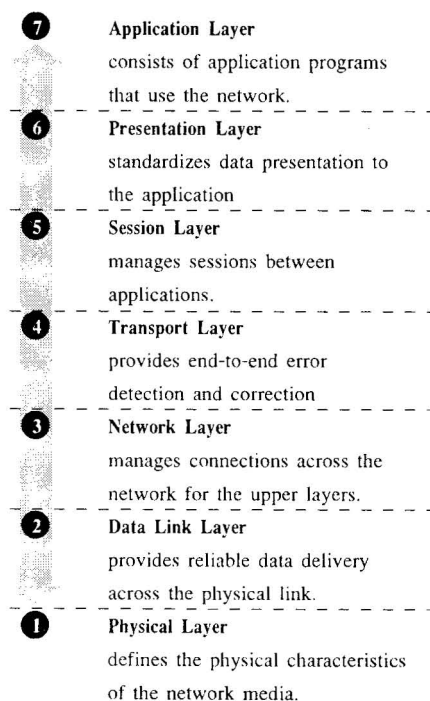 7 Application Layer
consists of application programs
that use the network.
6 Presentation Layer
standardizes data presentation to
the application
5 Session Layer
manages sessions between
applications.
4 Transport Layer
provides end-to-end error
detection and correction
3 Network Layer
manages connections across the
network for the upper layers.
2 Data Link Layer
provides reliable data delivery
across the physical link.
1 Physical Layer
defines the physical characteristics
of the network media.